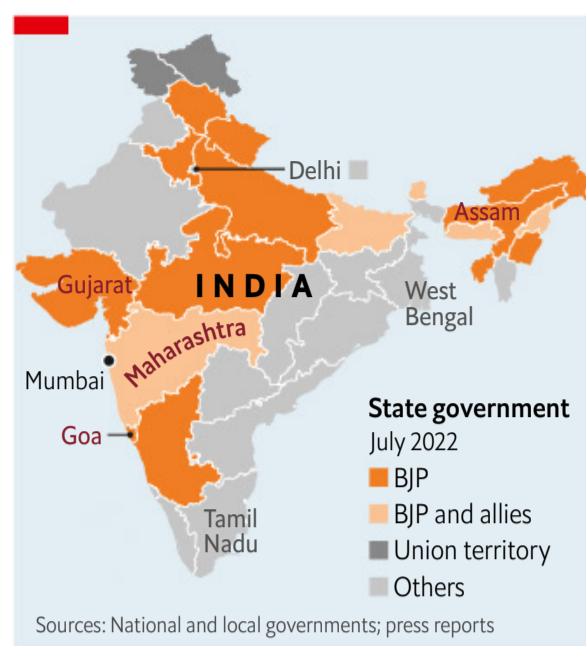 Delhi
Assam
Gujarat
INDIA
West
Bengal
Maharashtra
Mumbai
Goa
Tamil
Nadu
State government
July 2022
BJP
BJP and allies
Union territory
Others
Sources: National and local governments; press reports